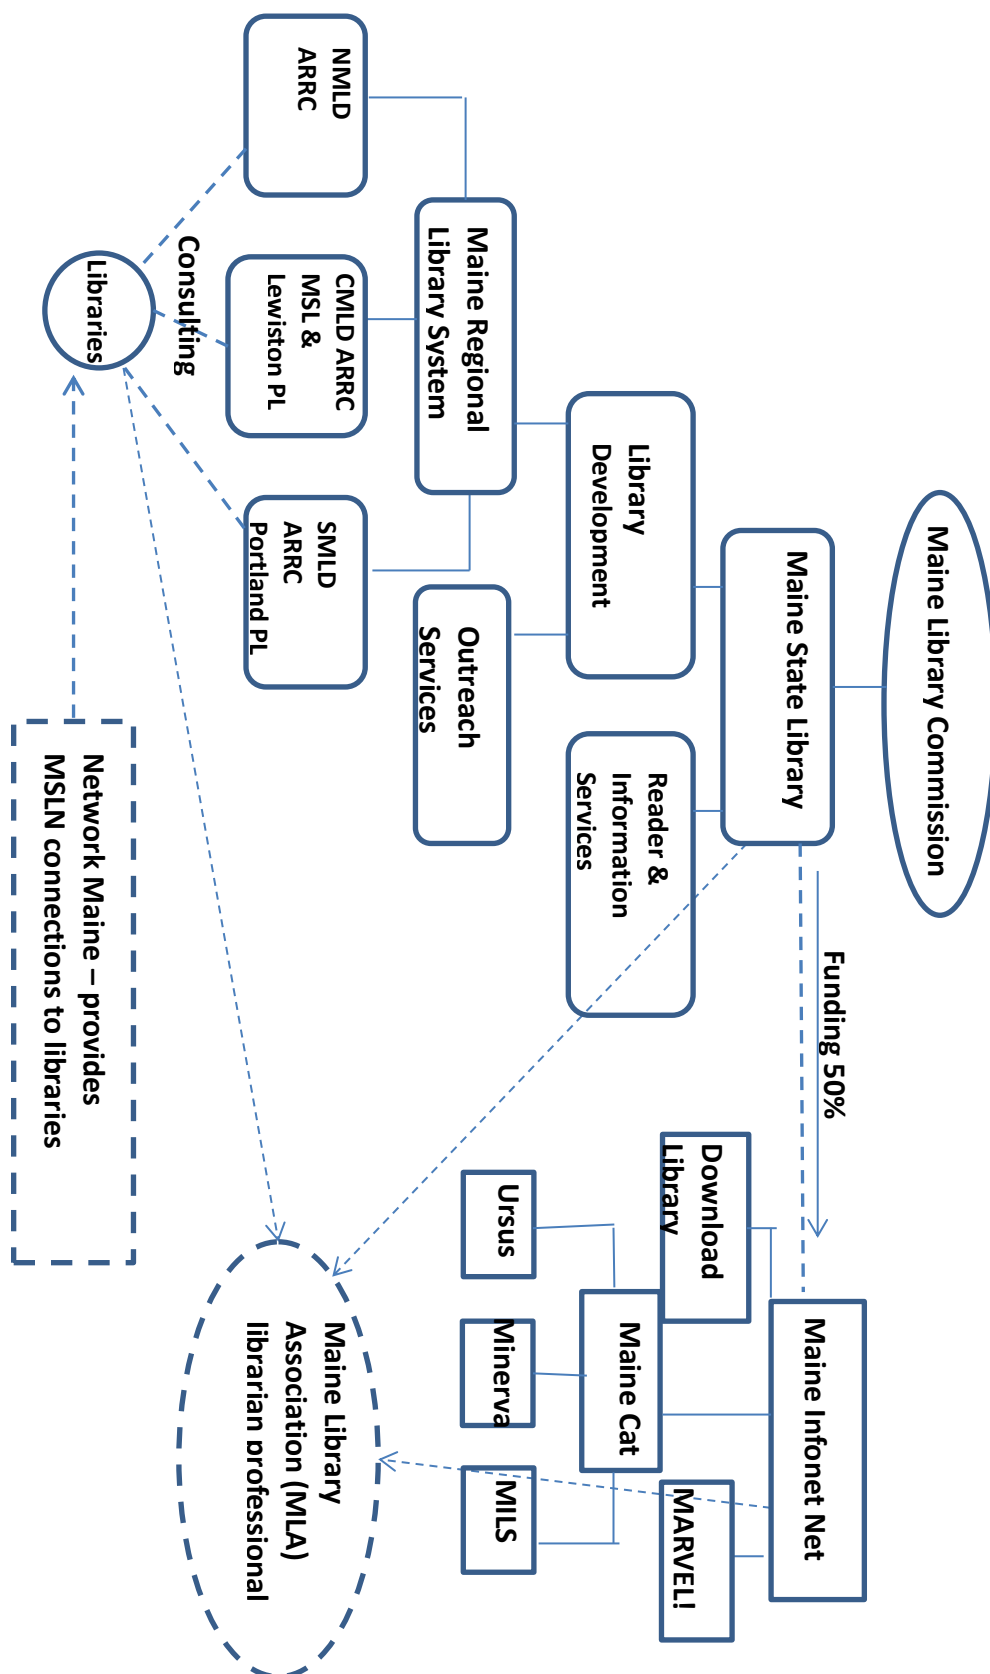 Maine Library Commission
Maine State Library
Funding 50%
Maine Infonet Net
Library
Development
Reader &
Information
Services
Download
Library
Maine Cat
MARVEL!
Maine Regional
Library System
Outreach
Services
Ursus
Minerva
MILS
NMLD
ARRC
CMLD ARRC
MSL &
Lewiston PL
SMLD
ARRC
Portland PL
Consulting
Libraries
Maine Library
Association (MLA)
librarian professional
Network Maine – provides
MSLN connections to libraries